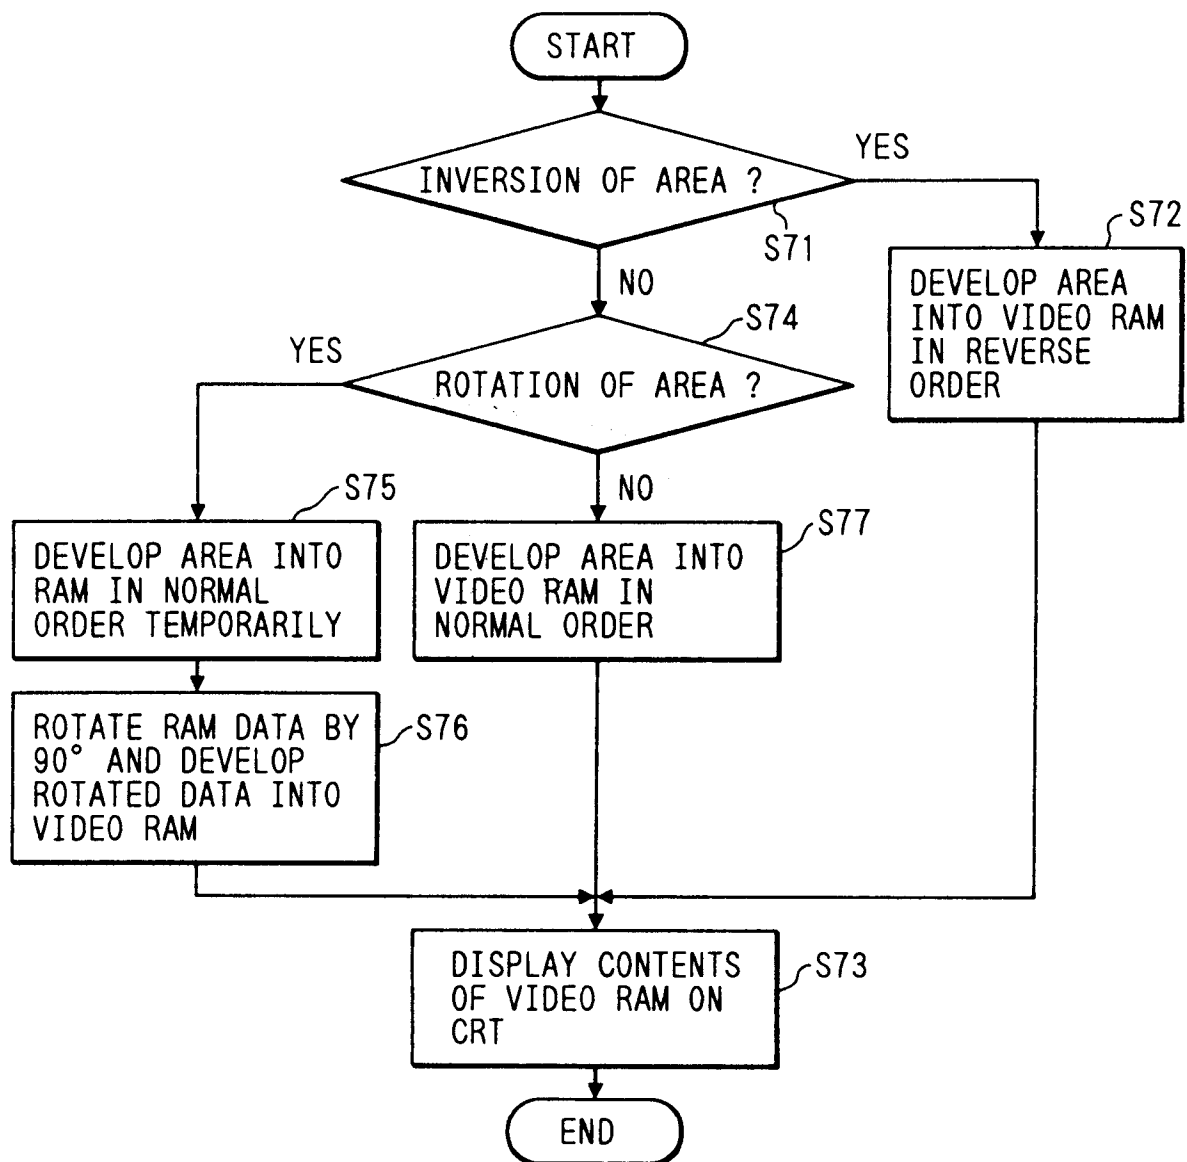 START
INVERSION OF AREA ?
YES
S71
S72
NO
DEVELOP AREA
INTO VIDEO RAM
IN REVERSE
ORDER
S74
YES
ROTATION OF AREA ?
NO
S75
DEVELOP AREA INTO
RAM IN NORMAL
ORDER TEMPORARILY
S77
DEVELOP AREA INTO
VIDEO RAM IN
NORMAL ORDER
ROTATE RAM DATA BY
90° AND DEVELOP
ROTATED DATA INTO
VIDEO RAM
S76
DISPLAY CONTENTS
OF VIDEO RAM ON
CRT
S73
END